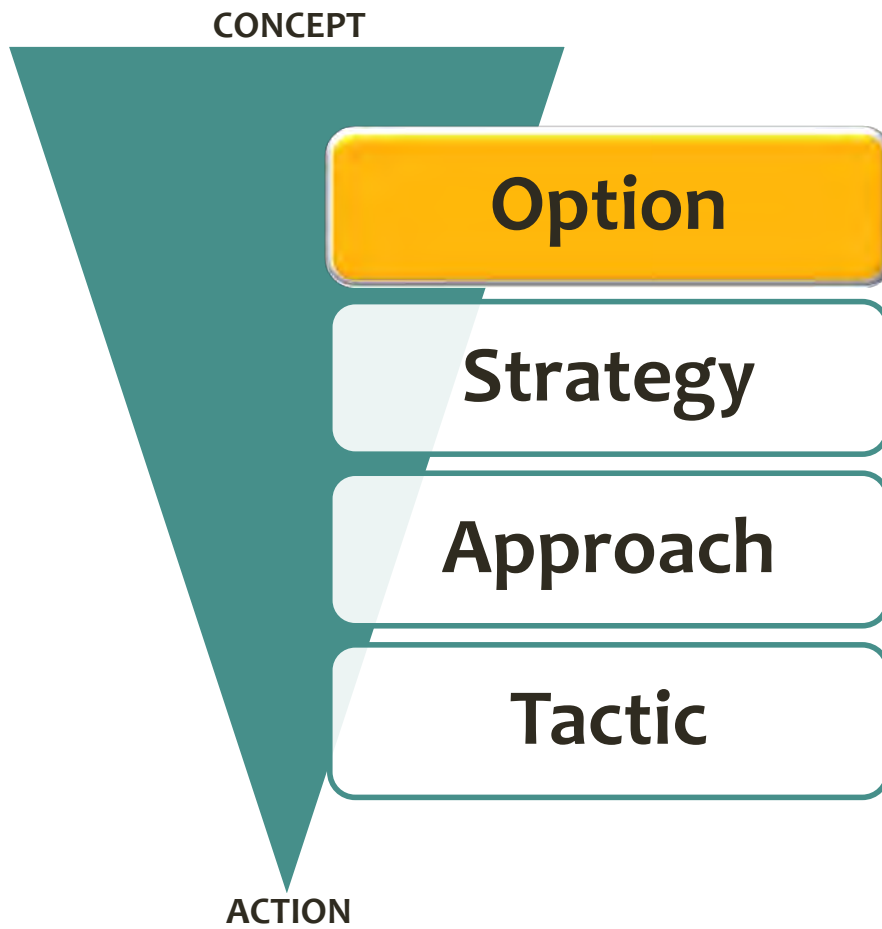 CONCEPT
Option
Strategy
Approach
Tactic
ACTION